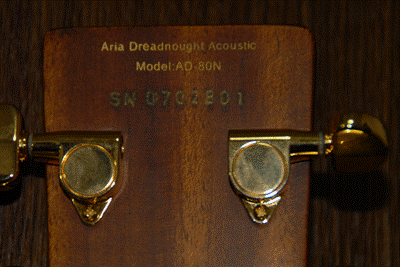 Aria Dreadnought Acoustic
Model:AD-80N
SN 0702801